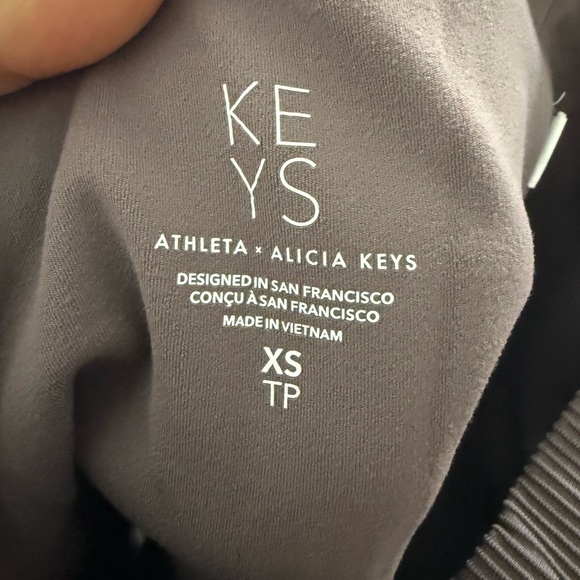 KE
YS
ATHLETA × ALICIA KEYS
DESIGNED IN SAN FRANCISCO
CONÇU À SAN FRANCISCO
MADE IN VIETNAM
XS
TP